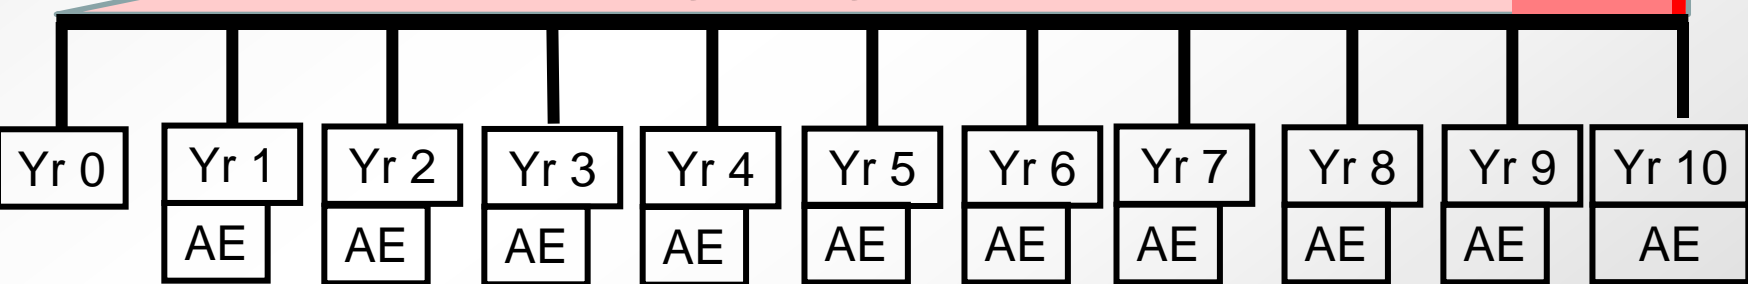 Yr 0 Yr 1 Yr 2 Yr 3 Yr 4 Yr 5 Yr 6 Yr 7 Yr 8 Yr 9 Yr 10
AE AE AE AE AE AE AE AE AE AE